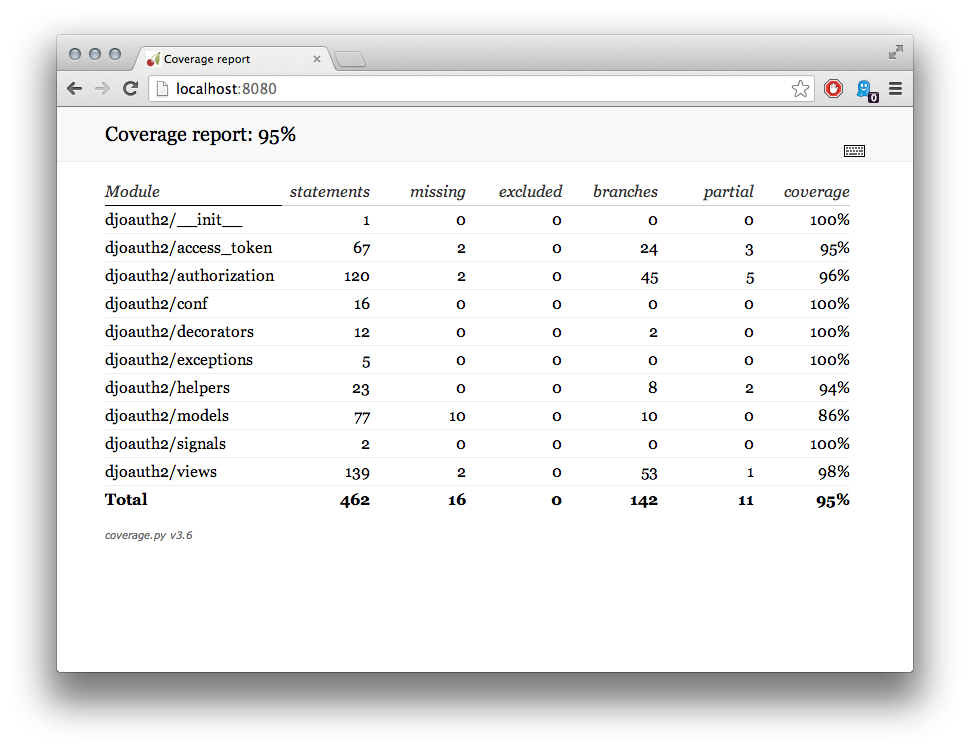 Coverage report
localhost:8080
0
Coverage report: 95%
Module statements missing excluded branches partial coverage
djoauth2/__init__ 1 0 0 0 0 100%
djoauth2/access_token 67 2 0 24 3 95%
djoauth2/authorization 120 2 0 45 5 96%
djoauth2/conf 16 0 0 0 0 100%
djoauth2/decorators 12 0 0 2 0 100%
djoauth2/exceptions 5 0 0 0 0 100%
djoauth2/helpers 23 0 0 8 2 94%
djoauth2/models 77 10 0 10 0 86%
djoauth2/signals 2 0 0 0 0 100%
djoauth2/views 139 2 0 53 1 98%
Total 462 16 0 142 11 95%
coverage.py v3.6